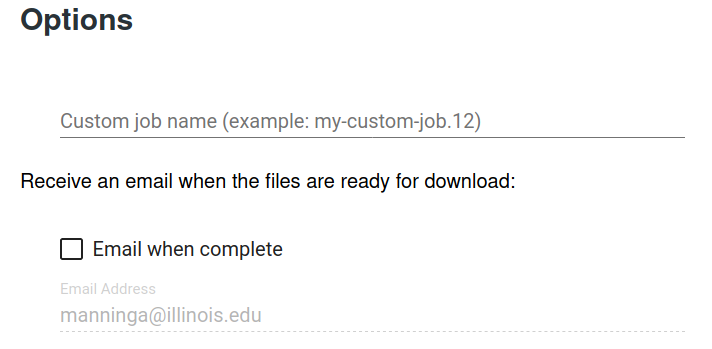 Options
Custom job name (example: my-custom-job.12)
Receive an email when the files are ready for download:
Email when complete
Email Address
manninga@illinois.edu